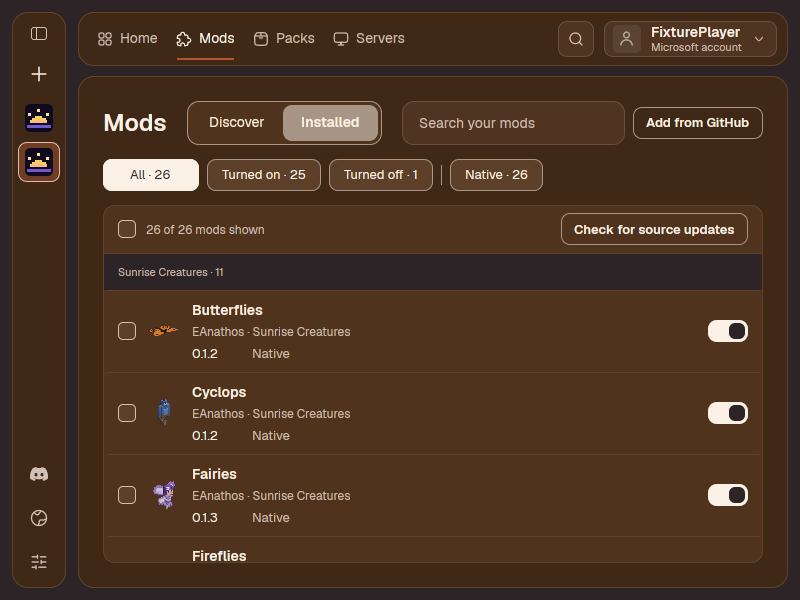 Home
Mods
Packs
Servers
FixturePlayer
Microsoft account
Mods
Discover
Installed
Search your mods
Add from GitHub
All · 26
Turned on · 25
Turned off · 1
Native · 26
26 of 26 mods shown
Check for source updates
Sunrise Creatures · 11
Butterflies
EAnathos · Sunrise Creatures
0.1.2 Native
Cyclops
EAnathos · Sunrise Creatures
0.1.2 Native
Fairies
EAnathos · Sunrise Creatures
0.1.3 Native
Fireflies